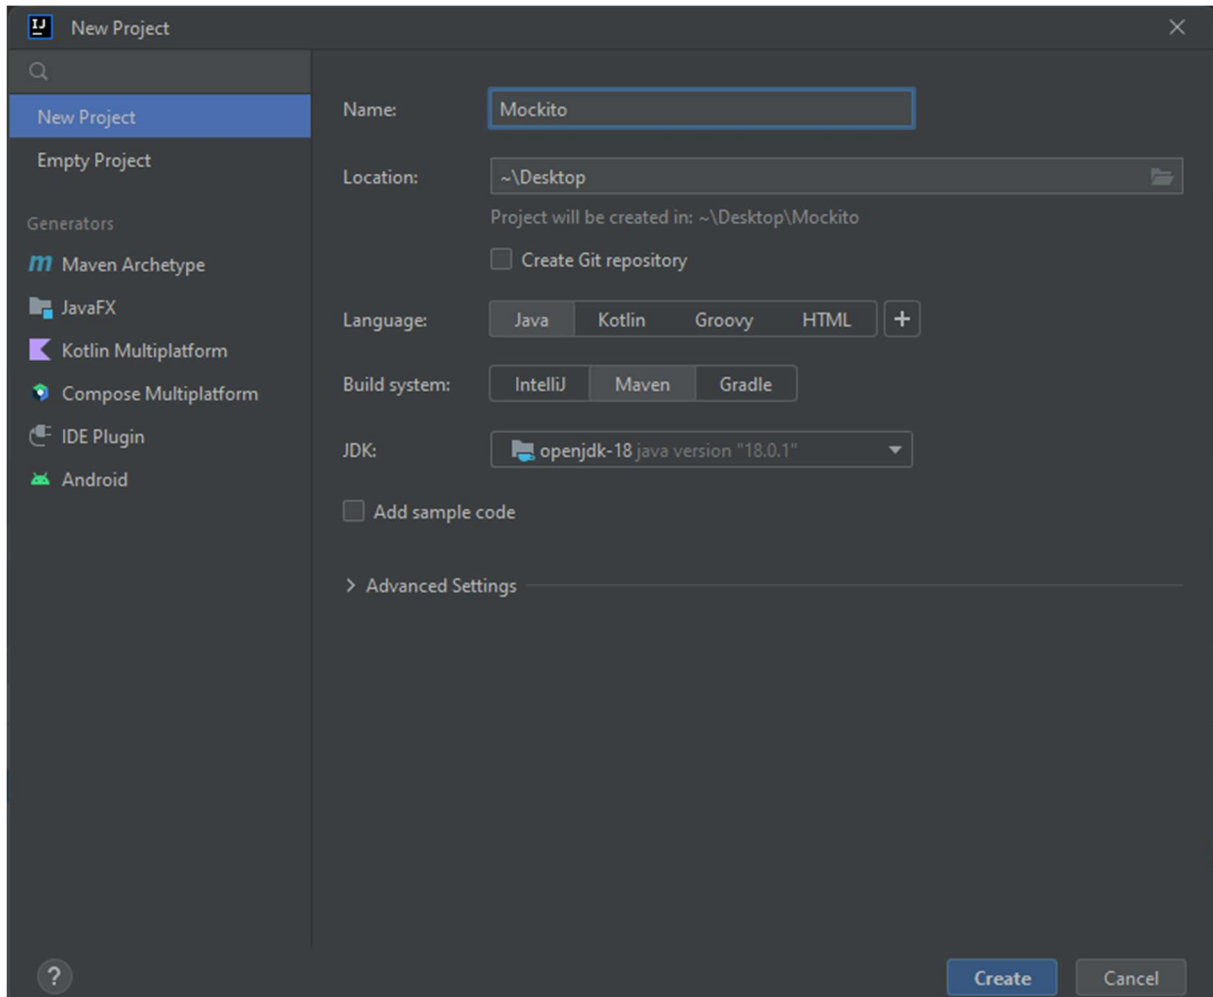 IJ New Project
New Project
Empty Project
Generators
Maven Archetype
JavaFX
Kotlin Multiplatform
Compose Multiplatform
IDE Plugin
Android
Name: Mockito
Location: ~\Desktop
Project will be created in: ~\Desktop\Mockito
Create Git repository
Language: Java Kotlin Groovy HTML +
Build system: IntelliJ Maven Gradle
JDK: openjdk-18 java version "18.0.1"
Add sample code
Advanced Settings
? Create Cancel